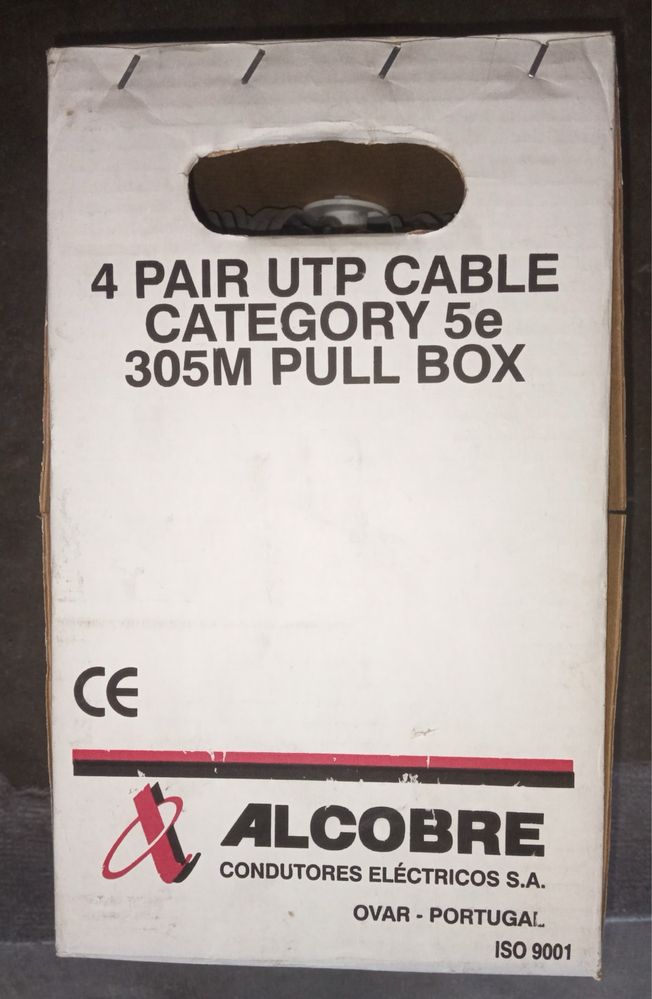 4 PAIR UTP CABLE
CATEGORY 5e
305M PULL BOX
CE
ALCOBRE
CONDUTORES ELÉCTRICOS S.A.
OVAR - PORTUGAL
ISO 9001